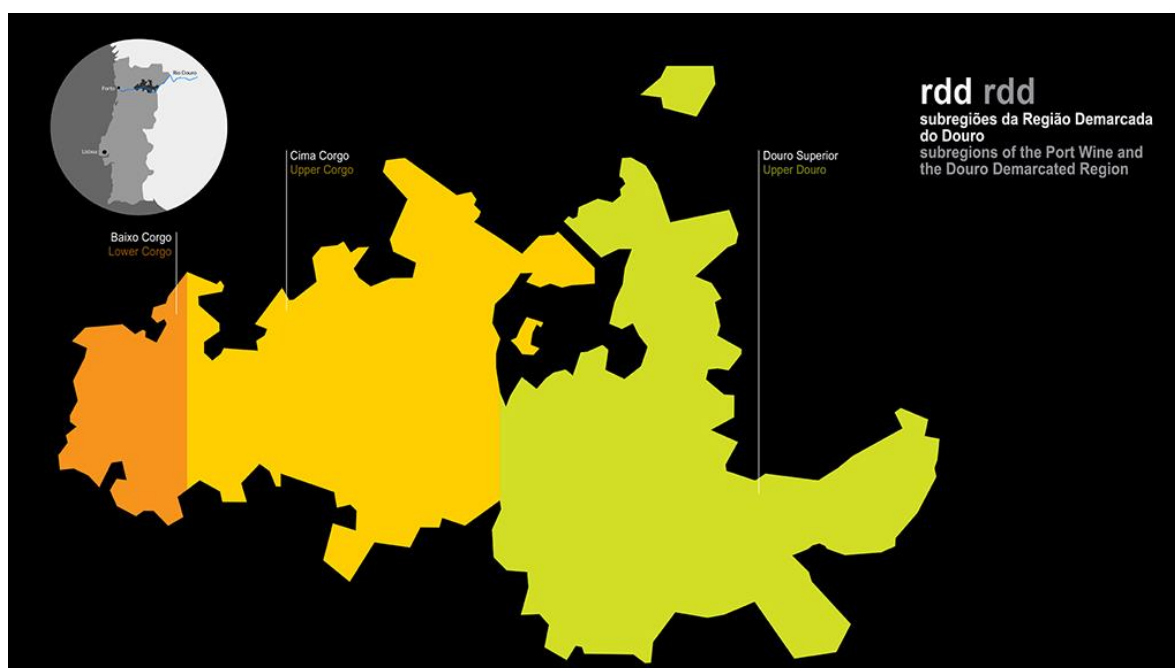 rdd rdd
subregiões da Região Demarcada
do Douro
subregions of the Port Wine and
the Douro Demarcated Region
Rio Douro
Porto
Lisboa
Cima Corgo
Upper Corgo
Douro Superior
Upper Douro
Baixo Corgo
Lower Corgo